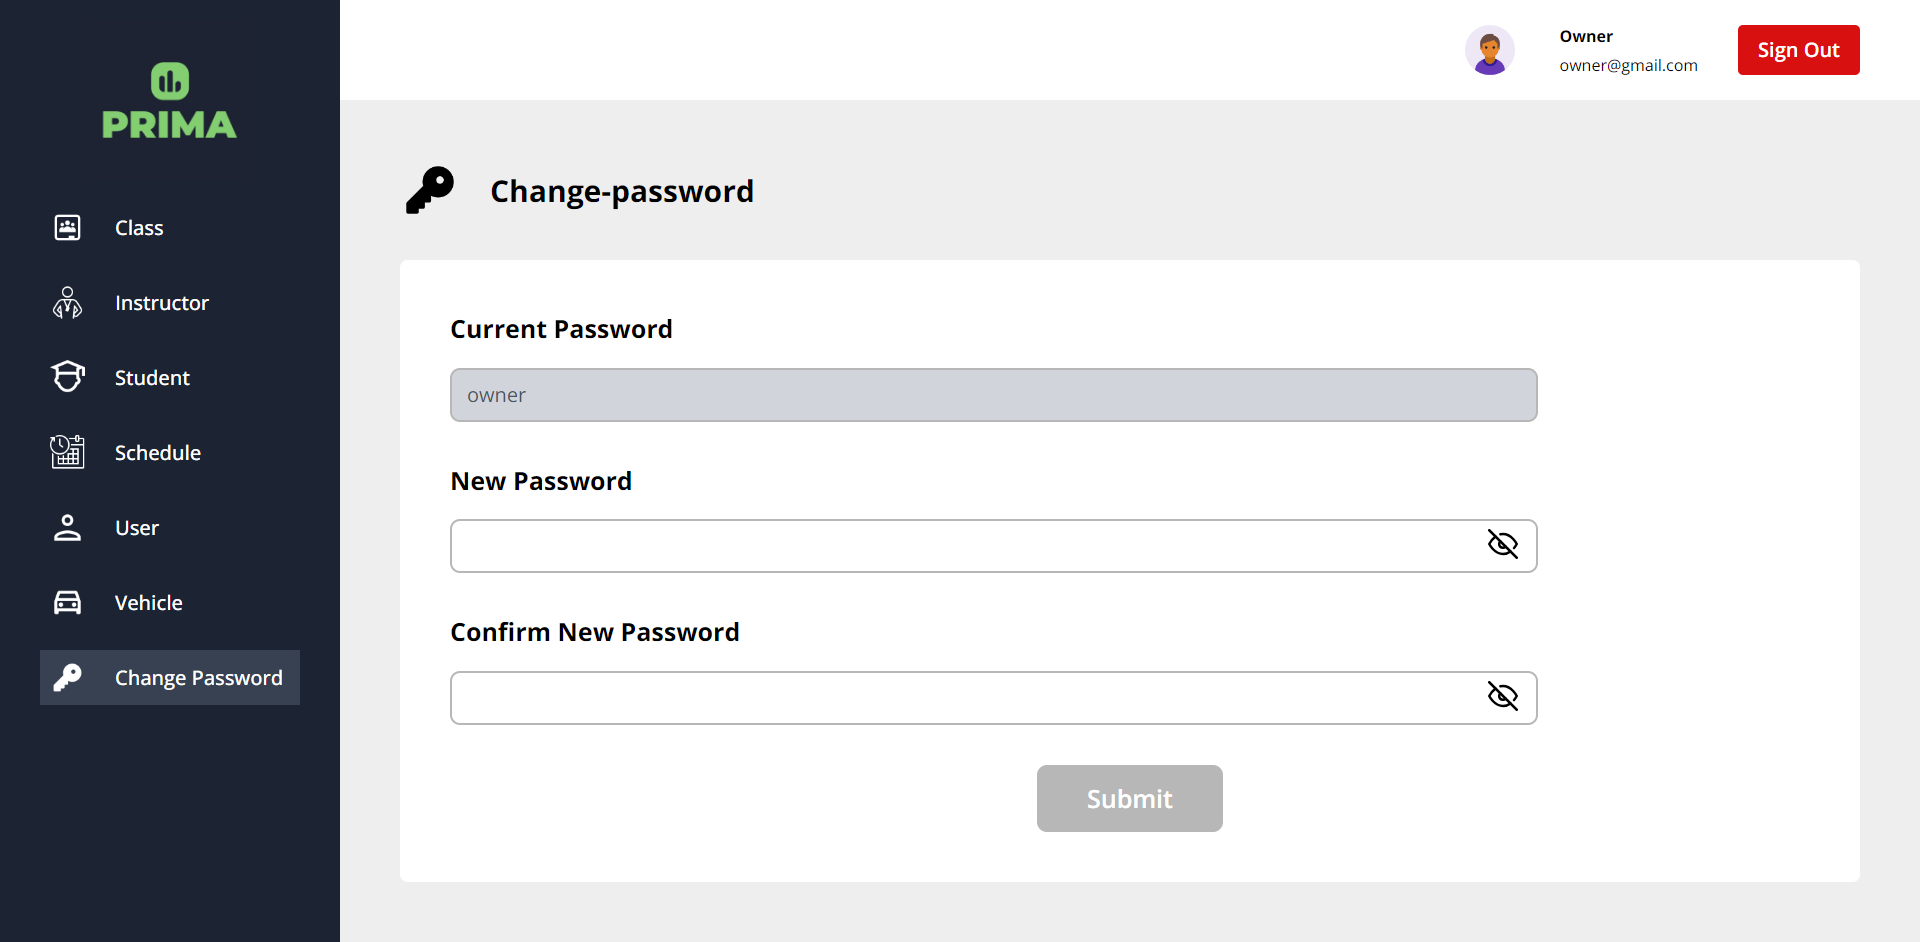 PRIMA
Class
Instructor
Student
Schedule
User
Vehicle
Change Password
Owner
owner@gmail.com
Sign Out
Change-password
Current Password
owner
New Password
Confirm New Password
Submit